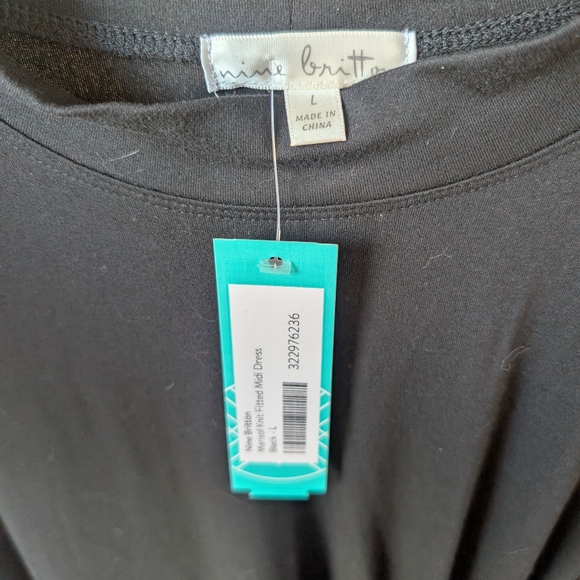 nine britton
L
MADE IN
CHINA
322976236
Nine Britton
Marisol Knit Fitted Midi Dress
Black - L